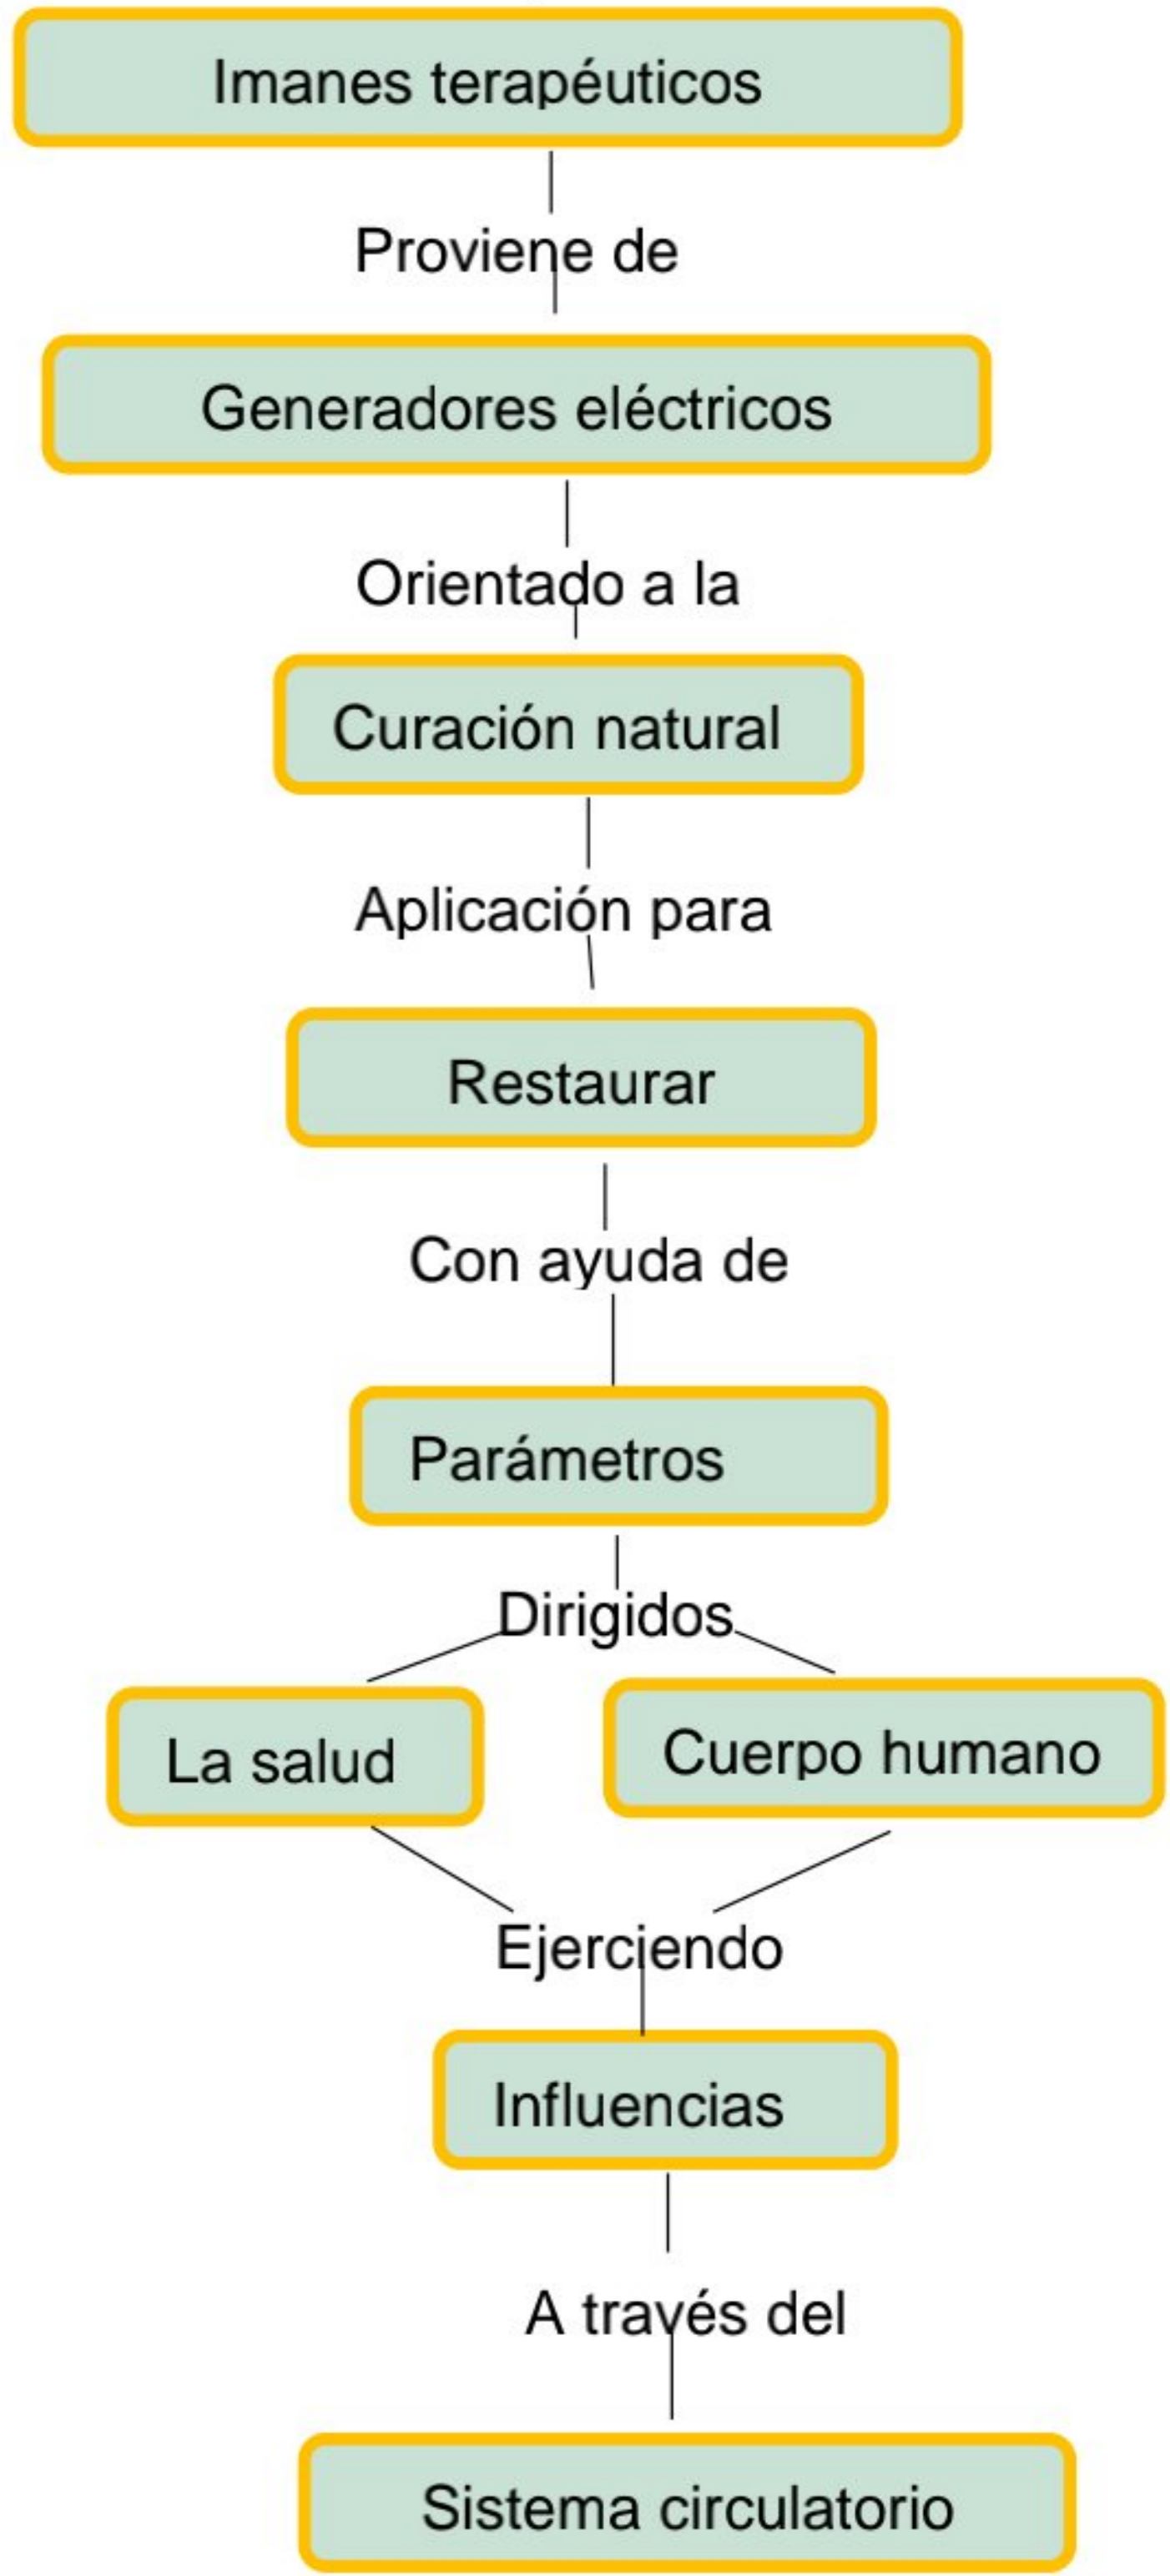 Imanes terapéuticos
Proviene de
Generadores eléctricos
Orientado a la
Curación natural
Aplicación para
Restaurar
Con ayuda de
Parámetros
Dirigidos
La salud
Cuerpo humano
Ejerciendo
Influencias
A través del
Sistema circulatorio